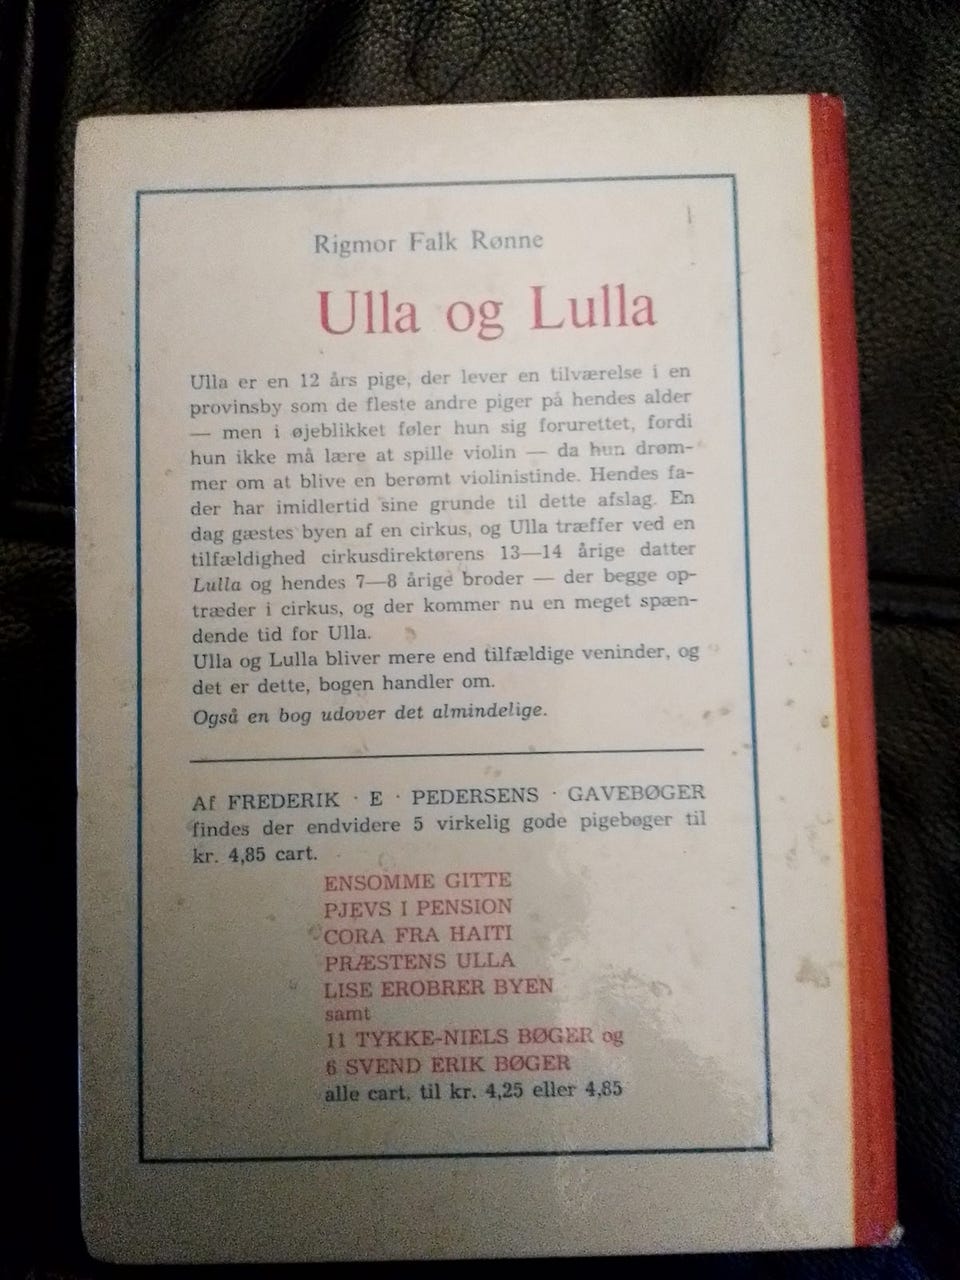 Rigmor Falk Rønne
Ulla og Lulla
Ulla er en 12 års pige, der lever en tilværelse i en
provinsby som de fleste andre piger på hendes alder
— men i øjeblikket føler hun sig forurettet, fordi
hun ikke må lære at spille violin — da hun drøm-
mer om at blive en berømt violinistinde. Hendes fa-
der har imidlertid sine grunde til dette afslag. En
dag gæstes byen af en cirkus, og Ulla træffer ved en
tilfældighed cirkusdirektørens 13—14 årige datter
Lulla og hendes 7—8 årige broder — der begge op-
træder i cirkus, og der kommer nu en meget spæn-
dende tid for Ulla.
Ulla og Lulla bliver mere end tilfældige veninder, og
det er dette, bogen handler om.
Også en bog udover det almindelige.
Af FREDERIK · E · PEDERSENS · GAVEBØGER
findes der endvidere 5 virkelig gode pigebøger til
kr. 4,85 cart.
ENSOMME GITTE
PJEVS I PENSION
CORA FRA HAITI
PRÆSTENS ULLA
LISE EROBRER BYEN
samt
11 TYKKE-NIELS BØGER og
6 SVEND ERIK BØGER
alle cart. til kr. 4,25 eller 4,85